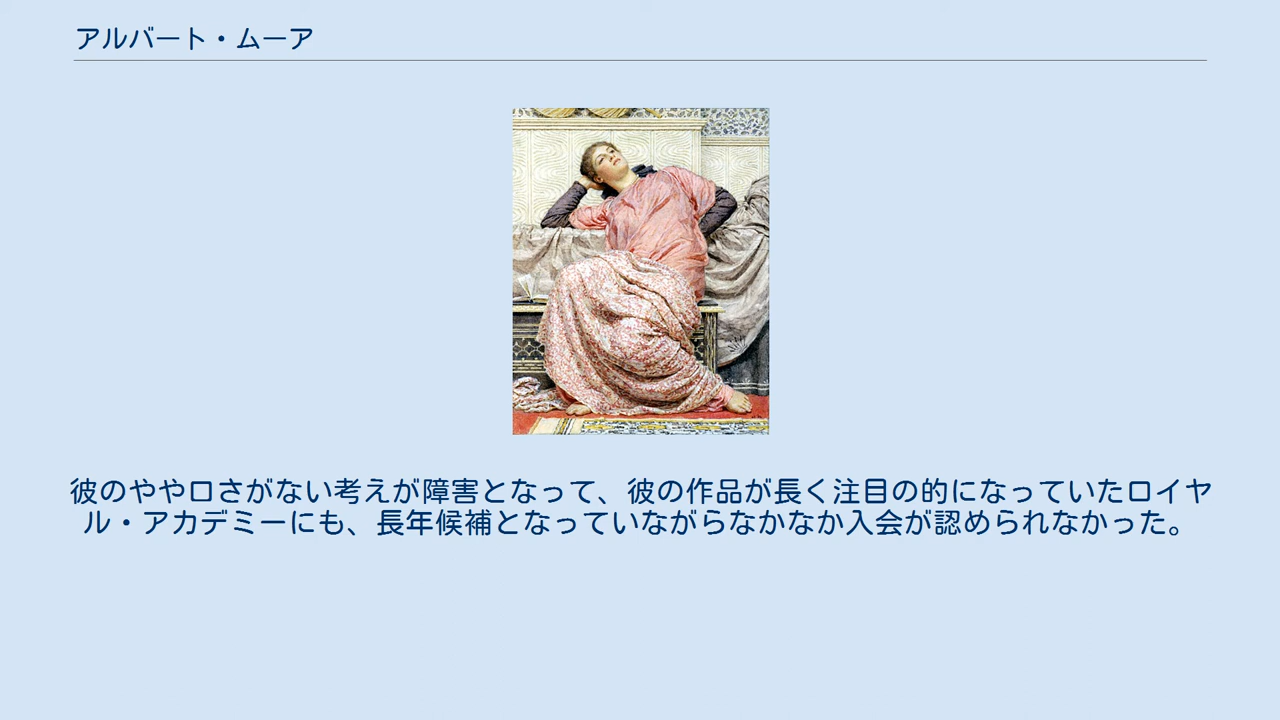 アルバート・ムーア
彼のやや口さがない考えが障害となって、彼の作品が長く注目の的になっていたロイヤ
ル・アカデミーにも、長年候補となっていながらなかなか入会が認められなかった。